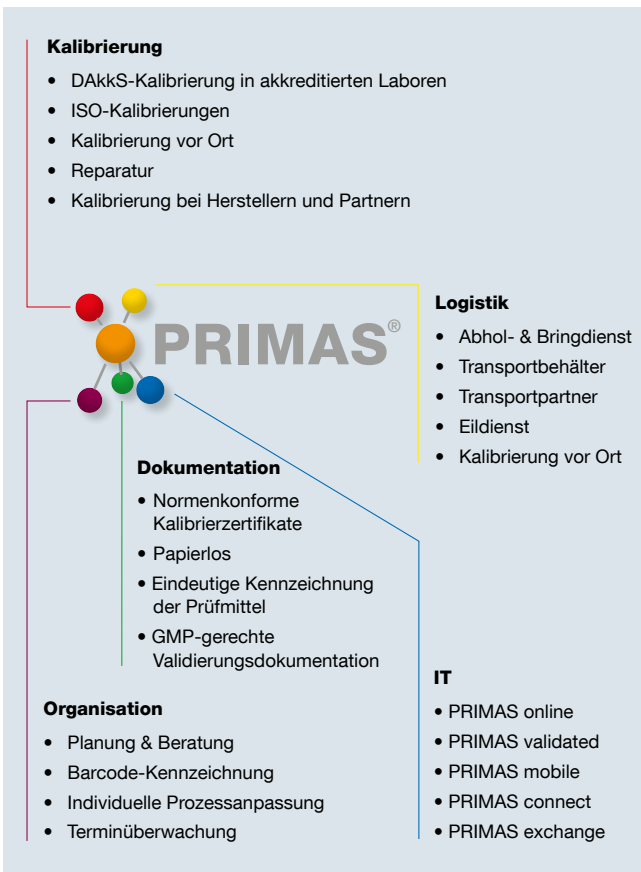 Kalibrierung
• DAkkS-Kalibrierung in akkreditierten Laboren
• ISO-Kalibrierungen
• Kalibrierung vor Ort
• Reparatur
• Kalibrierung bei Herstellern und Partnern
PRIMAS®
Logistik
• Abhol- & Bringdienst
• Transportbehälter
• Transportpartner
• Eildienst
• Kalibrierung vor Ort
Dokumentation
• Normenkonforme
Kalibrierzertifikate
• Papierlos
• Eindeutige Kennzeichnung
der Prüfmittel
• GMP-gerechte
Validierungsdokumentation
Organisation
• Planung & Beratung
• Barcode-Kennzeichnung
• Individuelle Prozessanpassung
• Terminüberwachung
IT
• PRIMAS online
• PRIMAS validated
• PRIMAS mobile
• PRIMAS connect
• PRIMAS exchange